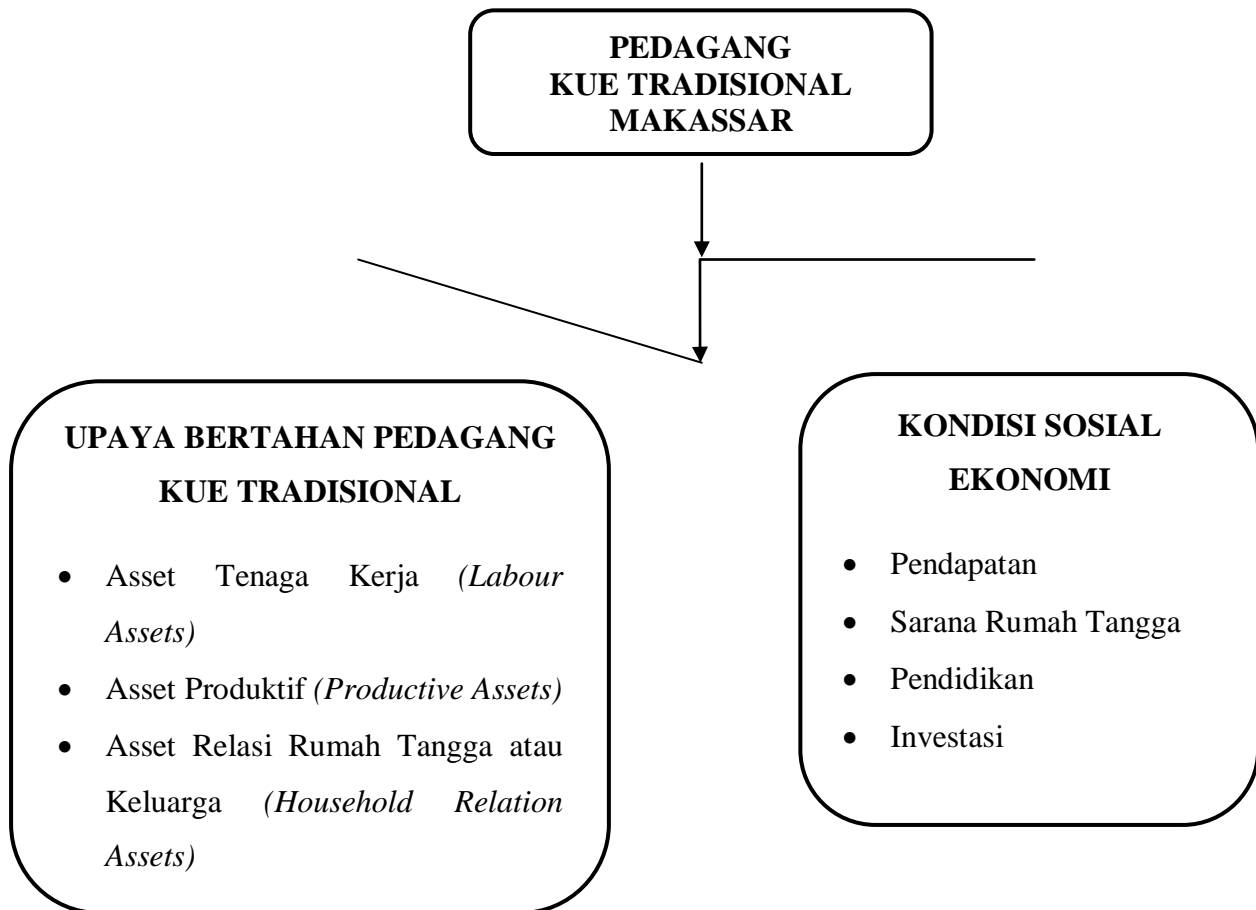 PEDAGANG
KUE TRADISIONAL
MAKASSAR
UPAYA BERTAHAN PEDAGANG
KUE TRADISIONAL
• Asset Tenaga Kerja (Labour
Assets)
• Asset Produktif (Productive Assets)
• Asset Relasi Rumah Tangga atau
Keluarga (Household Relation
Assets)
KONDISI SOSIAL
EKONOMI
• Pendapatan
• Sarana Rumah Tangga
• Pendidikan
• Investasi